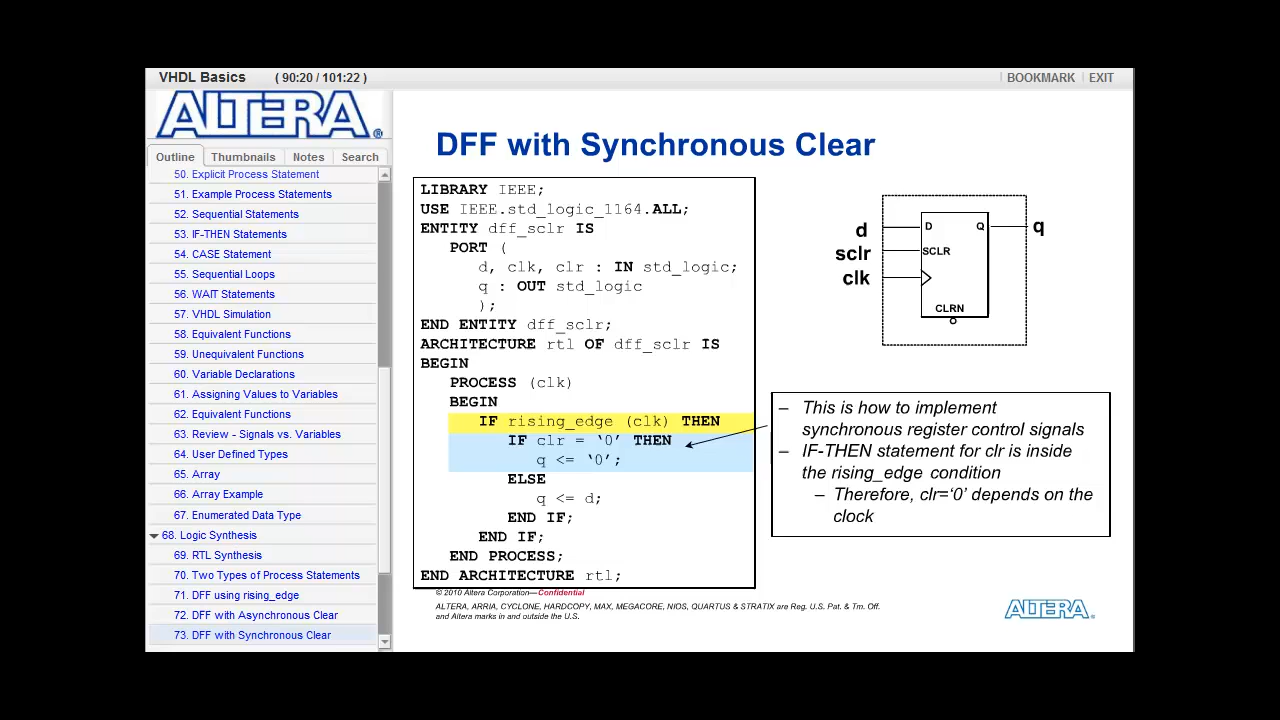 VHDL Basics ( 90:20 / 101:22 )
BOOKMARK EXIT
ALTERA®
Outline Thumbnails Notes Search
50. Explicit Process Statement
51. Example Process Statements
52. Sequential Statements
53. IF-THEN Statements
54. CASE Statement
55. Sequential Loops
56. WAIT Statements
57. VHDL Simulation
58. Equivalent Functions
59. Unequivalent Functions
60. Variable Declarations
61. Assigning Values to Variables
62. Equivalent Functions
63. Review - Signals vs. Variables
64. User Defined Types
65. Array
66. Array Example
67. Enumerated Data Type
68. Logic Synthesis
69. RTL Synthesis
70. Two Types of Process Statements
71. DFF using rising_edge
72. DFF with Asynchronous Clear
73. DFF with Synchronous Clear
DFF with Synchronous Clear
LIBRARY IEEE;
USE IEEE.std_logic_1164.ALL;
ENTITY dff_sclr IS
PORT (
d, clk, clr : IN std_logic;
q : OUT std_logic
);
END ENTITY dff_sclr;
ARCHITECTURE rtl OF dff_sclr IS
BEGIN
PROCESS (clk)
BEGIN
IF rising_edge (clk) THEN
IF clr = ‘0’ THEN
q <= ‘0’;
ELSE
q <= d;
END IF;
END IF;
END PROCESS;
END ARCHITECTURE rtl;
d
sclr
clk
D
Q
SCLR
CLRN
q
– This is how to implement
synchronous register control signals
– IF-THEN statement for clr is inside
the rising_edge condition
– Therefore, clr=‘0’ depends on the
clock
© 2010 Altera Corporation—Confidential
ALTERA, ARRIA, CYCLONE, HARDCOPY, MAX, MEGACORE, NIOS, QUARTUS & STRATIX are Reg. U.S. Pat. & Tm. Off.
and Altera marks in and outside the U.S.
ALTERA.